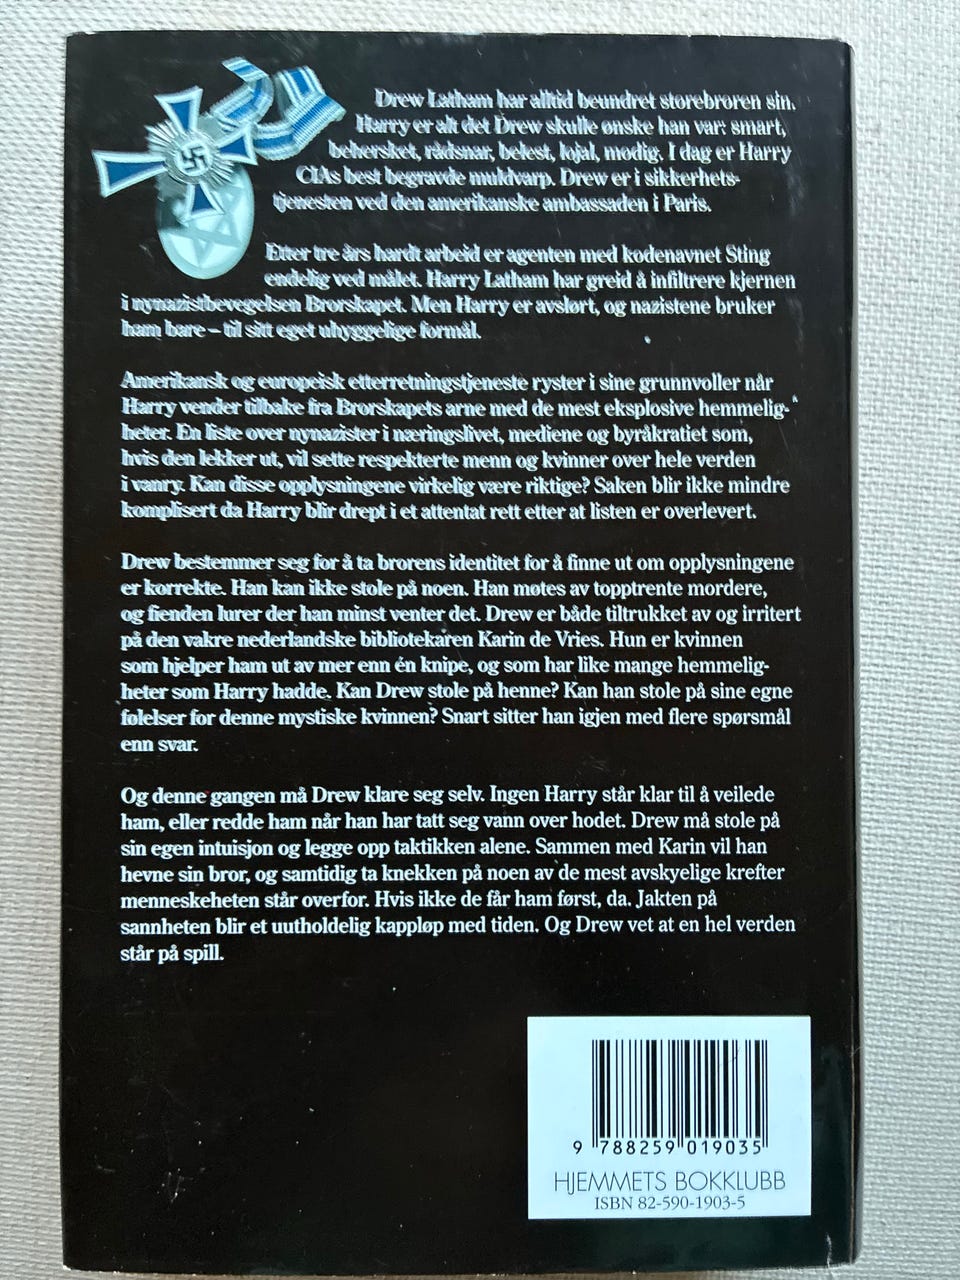 Drew Latham har alltid beundret storebroren sin.
Harry er alt det Drew skulle ønske han var: smart,
behersket, rådsnar, belest, lojal, modig. I dag er Harry
CIAs best begravde muldvarp. Drew er i sikkerhets-
tjenesten ved den amerikanske ambassaden i Paris.
Etter tre års hardt arbeid er agenten med kodenavnet Sting
endelig ved målet. Harry Latham har greid å infiltrere kjernen
i nynazistbevegelsen Brorskapet. Men Harry er avslørt, og nazistene bruker
ham bare – til sitt eget uhyggelige formål.
Amerikansk og europeisk etterretningstjeneste ryster i sine grunnvoller når
Harry vender tilbake fra Brorskapets arne med de mest eksplosive hemmelig-
heter. En liste over nynazister i næringslivet, mediene og byråkratiet som,
hvis den lekker ut, vil sette respekterte menn og kvinner over hele verden
i vanry. Kan disse opplysningene virkelig være riktige? Saken blir ikke mindre
komplisert da Harry blir drept i et attentat rett etter at listen er overlevert.
Drew bestemmer seg for å ta brorens identitet for å finne ut om opplysningene
er korrekte. Han kan ikke stole på noen. Han møtes av topptrente mordere,
og fienden lurer der han minst venter det. Drew er både tiltrukket av og irritert
på den vakre nederlandske bibliotekaren Karin de Vries. Hun er kvinnen
som hjelper ham ut av mer enn én knipe, og som har like mange hemmelig-
heter som Harry hadde. Kan Drew stole på henne? Kan han stole på sine egne
følelser for denne mystiske kvinnen? Snart sitter han igjen med flere spørsmål
enn svar.
Og denne gangen må Drew klare seg selv. Ingen Harry står klar til å veilede
ham, eller redde ham når han har tatt seg vann over hodet. Drew må stole på
sin egen intuisjon og legge opp taktikken alene. Sammen med Karin vil han
hevne sin bror, og samtidig ta knekken på noen av de mest avskyelige krefter
menneskeheten står overfor. Hvis ikke de får ham først, da. Jakten på
sannheten blir et uutholdelig kappløp med tiden. Og Drew vet at en hel verden
står på spill.
9 788259 019035
HJEMMETS BOKKLUBB
ISBN 82-590-1903-5